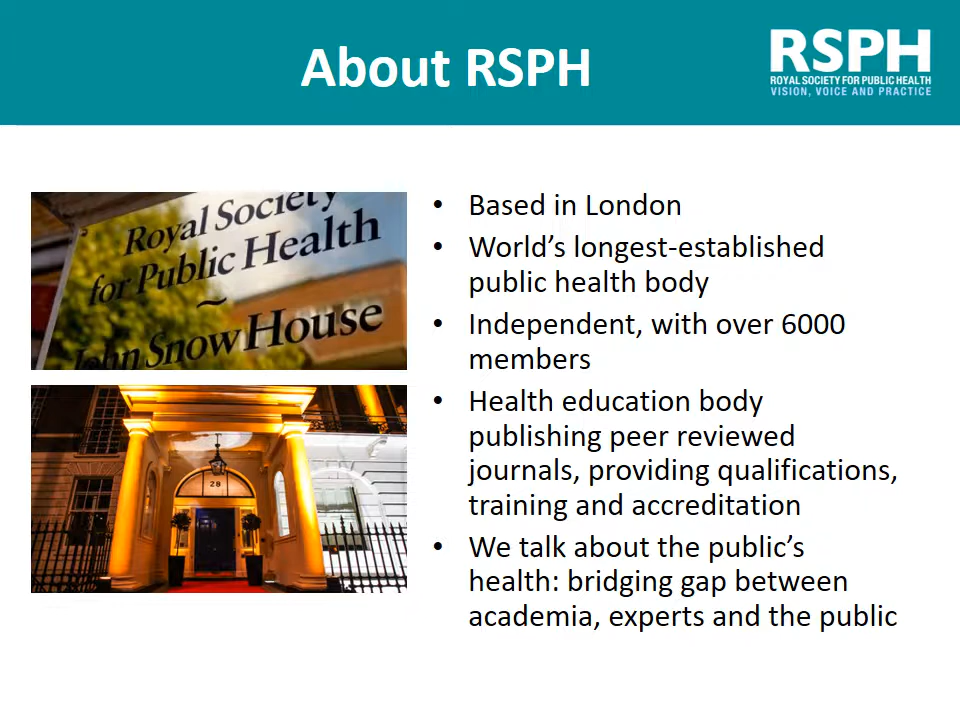 About RSPH
RSPH
ROYAL SOCIETY FOR PUBLIC HEALTH
VISION, VOICE AND PRACTICE
Royal Society
for Public Health
~
John Snow House
28
• Based in London
• World’s longest-established
public health body
• Independent, with over 6000
members
• Health education body
publishing peer reviewed
journals, providing qualifications,
training and accreditation
• We talk about the public’s
health: bridging gap between
academia, experts and the public